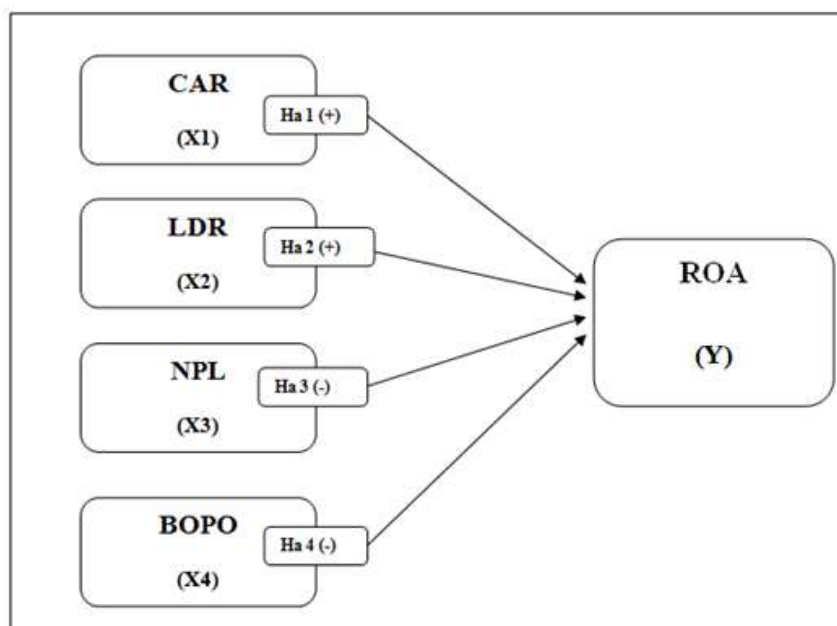 CAR
(X1)
Ha 1 (+)
LDR
(X2)
Ha 2 (+)
NPL
(X3)
Ha 3 (-)
BOPO
(X4)
Ha 4 (-)
ROA
(Y)